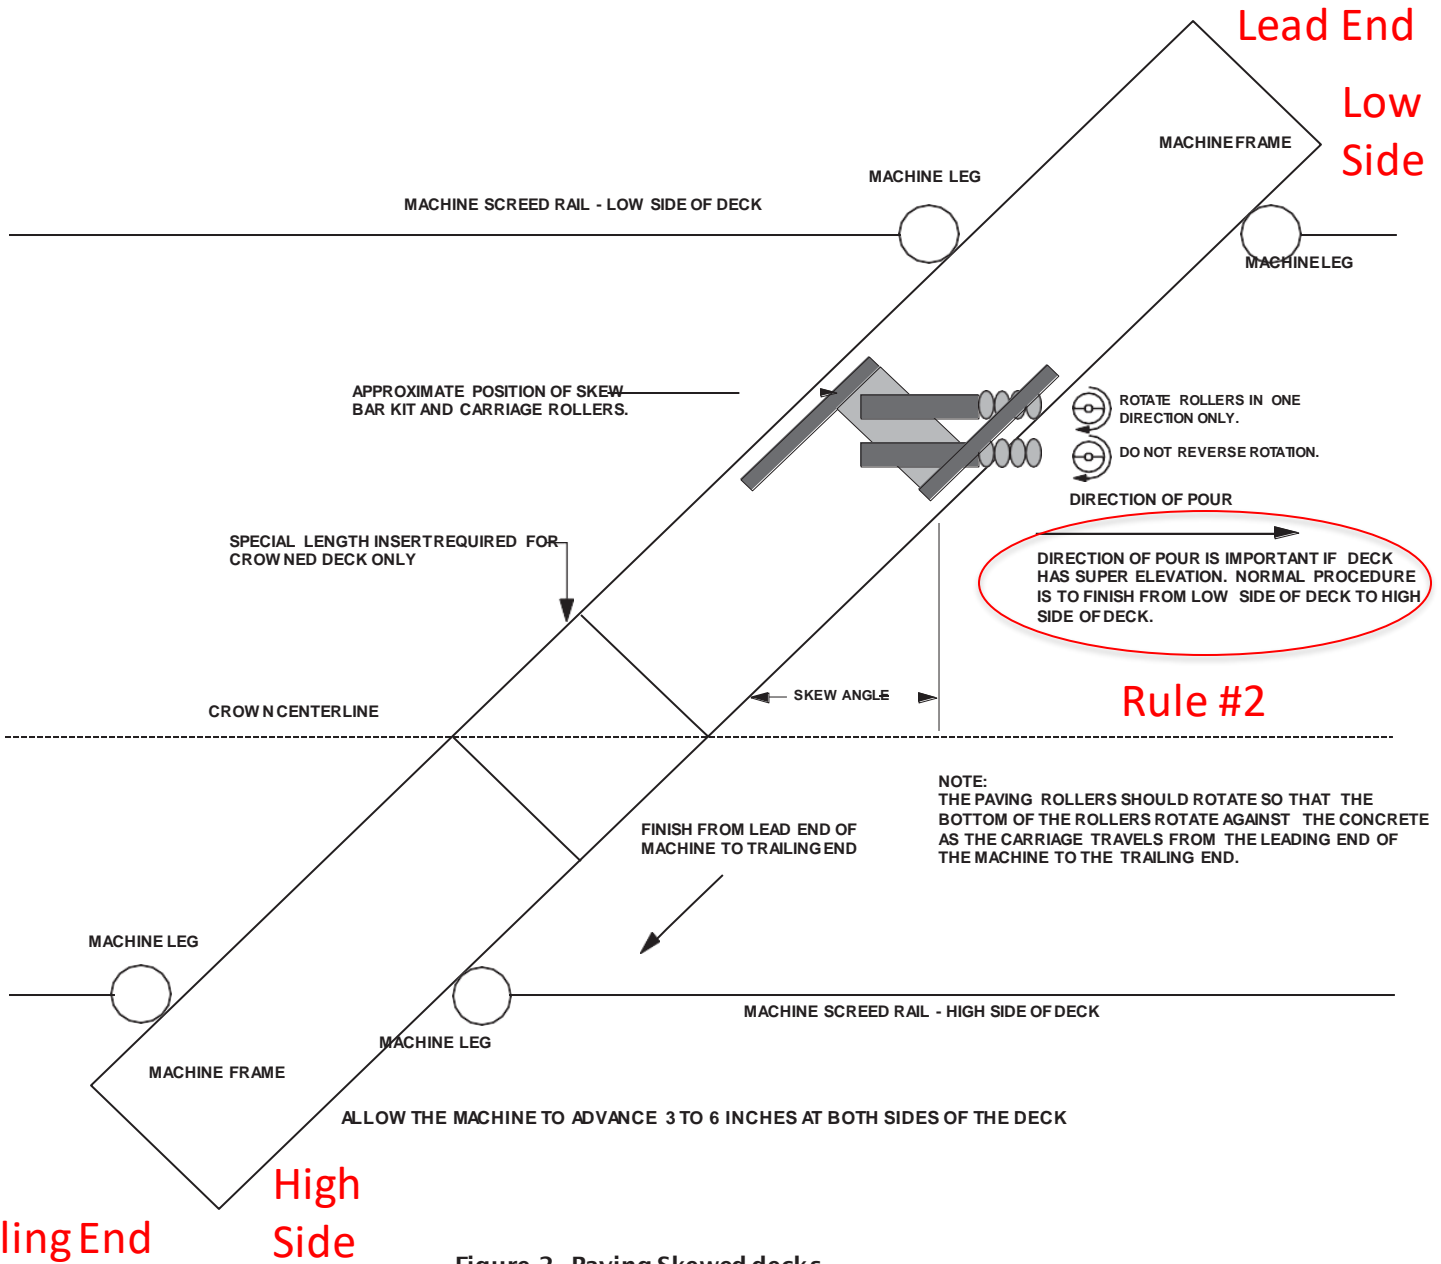 Lead End
Low
Side
MACHINE FRAME
MACHINE LEG
MACHINE SCREED RAIL - LOW SIDE OF DECK
MACHINE LEG
APPROXIMATE POSITION OF SKEW
BAR KIT AND CARRIAGE ROLLERS.
ROTATE ROLLERS IN ONE
DIRECTION ONLY.
DO NOT REVERSE ROTATION.
DIRECTION OF POUR
SPECIAL LENGTH INSERT REQUIRED FOR
CROWNED DECK ONLY
DIRECTION OF POUR IS IMPORTANT IF DECK
HAS SUPER ELEVATION. NORMAL PROCEDURE
IS TO FINISH FROM LOW SIDE OF DECK TO HIGH
SIDE OF DECK.
SKEW ANGLE
Rule #2
CROWN CENTERLINE
NOTE:
THE PAVING ROLLERS SHOULD ROTATE SO THAT THE
BOTTOM OF THE ROLLERS ROTATE AGAINST THE CONCRETE
AS THE CARRIAGE TRAVELS FROM THE LEADING END OF
THE MACHINE TO THE TRAILING END.
FINISH FROM LEAD END OF
MACHINE TO TRAILING END
MACHINE LEG
MACHINE SCREED RAIL - HIGH SIDE OF DECK
MACHINE LEG
MACHINE FRAME
ALLOW THE MACHINE TO ADVANCE 3 TO 6 INCHES AT BOTH SIDES OF THE DECK
High
Side
ling End
Paving Skewed decks